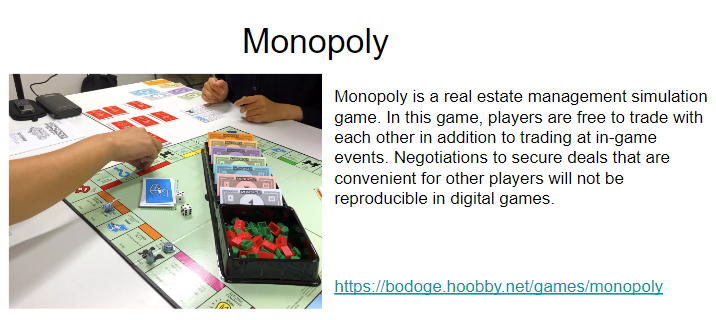 Monopoly
Monopoly is a real estate management simulation
game. In this game, players are free to trade with
each other in addition to trading at in-game
events. Negotiations to secure deals that are
convenient for other players will not be
reproducible in digital games.
https://bodoge.hoobby.net/games/monopoly